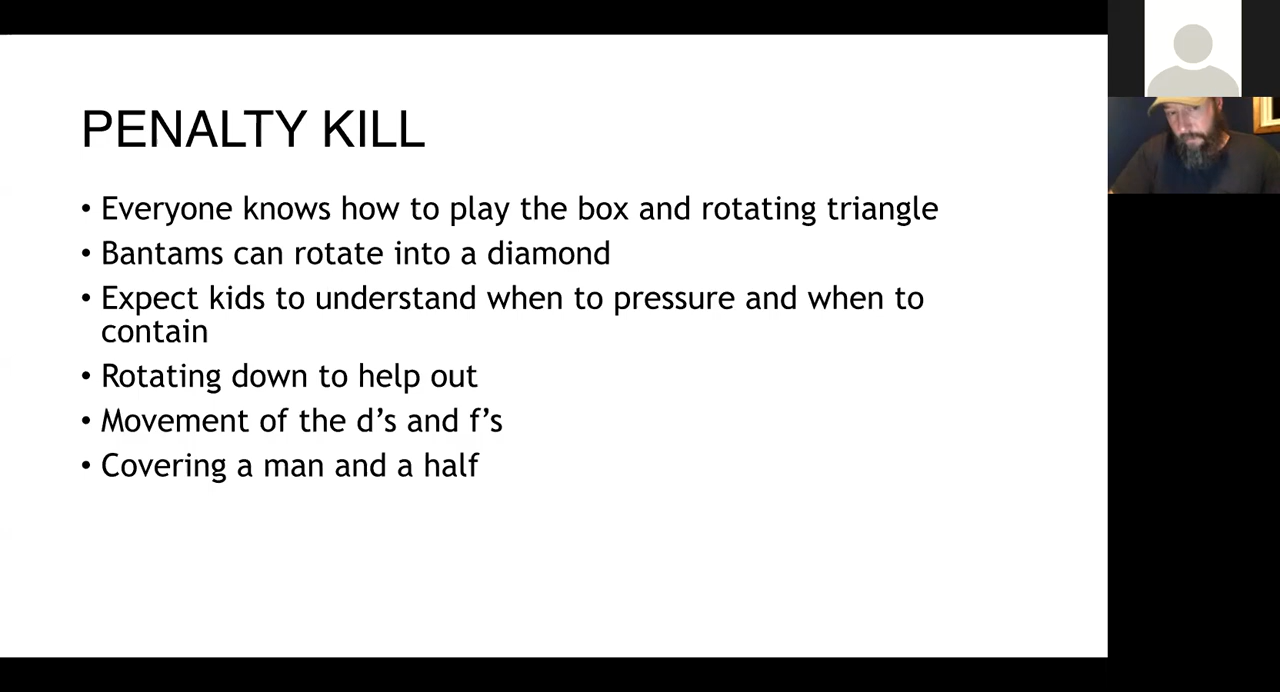 PENALTY KILL
• Everyone knows how to play the box and rotating triangle
• Bantams can rotate into a diamond
• Expect kids to understand when to pressure and when to
contain
• Rotating down to help out
• Movement of the d’s and f’s
• Covering a man and a half